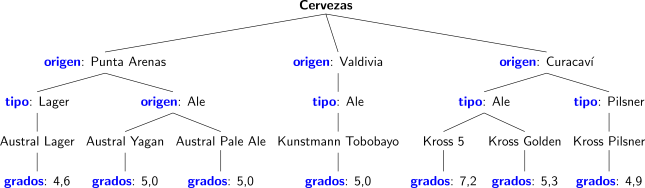 Cervezas
origen: Punta Arenas origen: Valdivia origen: Curacaví
tipo: Lager origen: Ale tipo: Ale tipo: Ale tipo: Pilsner
Austral Lager Austral Yagan Austral Pale Ale Kunstmann Tobobayo Kross 5 Kross Golden Kross Pilsner
grados: 4,6 grados: 5,0 grados: 5,0 grados: 5,0 grados: 7,2 grados: 5,3 grados: 4,9